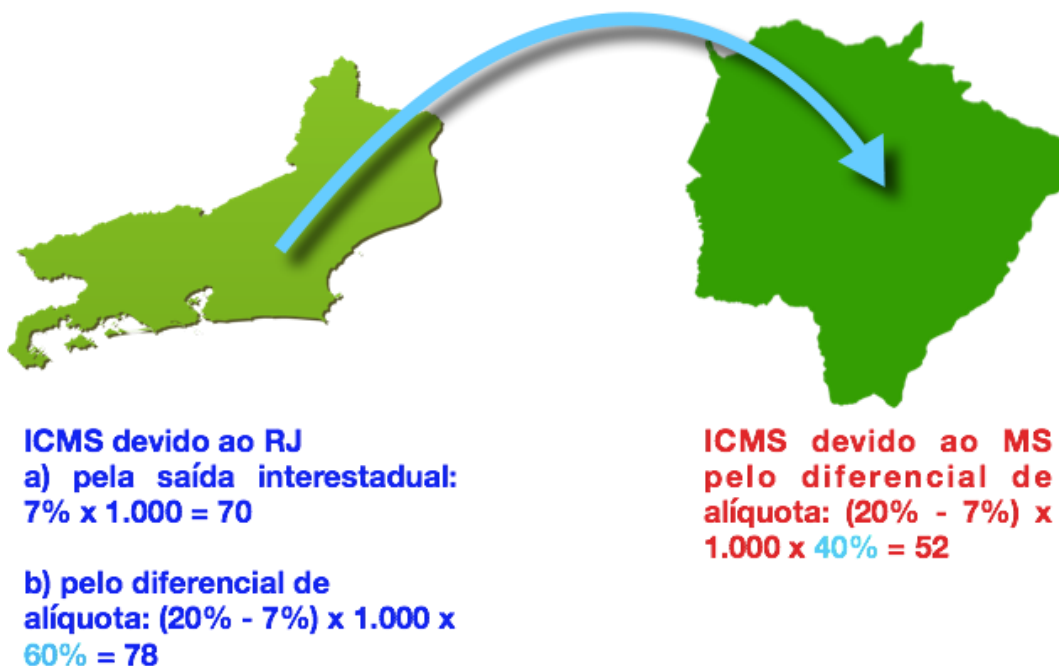 ICMS devido ao RJ
a) pela saída interestadual:
7% x 1.000 = 70
b) pelo diferencial de
alíquota: (20% - 7%) x 1.000 x
60% = 78
ICMS devido ao MS
pelo diferencial de
alíquota: (20% - 7%) x
1.000 x 40% = 52